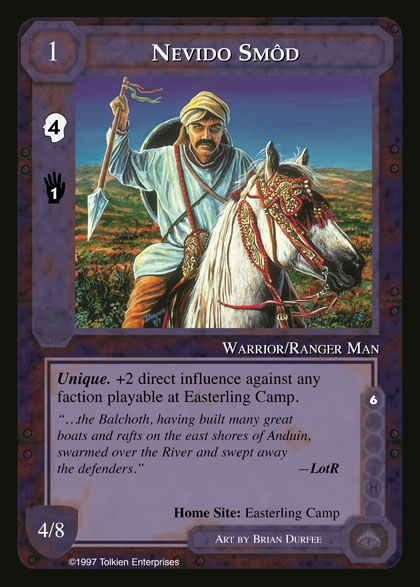 1
NEVIDO SMÔD
4
1
WARRIOR/RANGER MAN
Unique. +2 direct influence against any
faction playable at Easterling Camp.
“…the Balchoth, having built many great
boats and rafts on the east shores of Anduin,
swarmed over the River and swept away
the defenders.” –LotR
6
H
Home Site: Easterling Camp
4/8
ART BY BRIAN DURFEE
©1997 Tolkien Enterprises